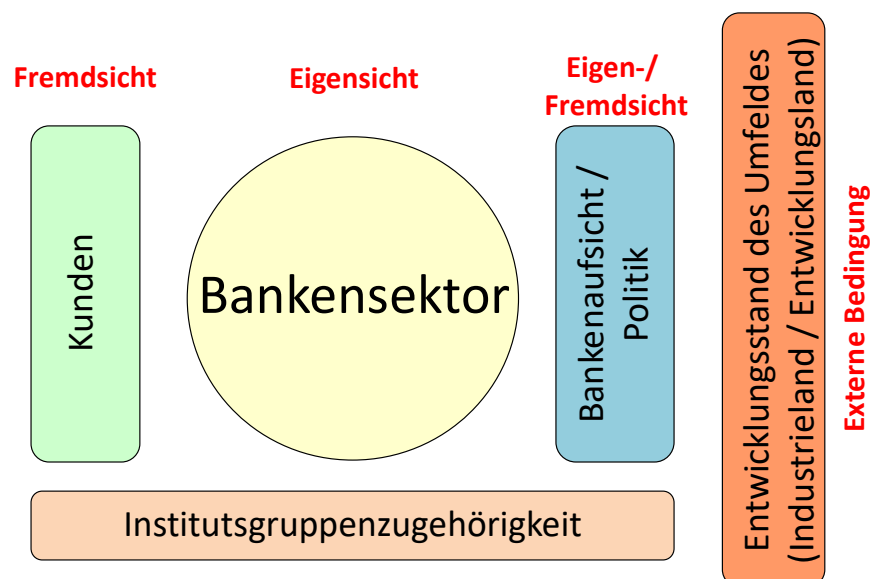 Fremdsicht
Eigensicht
Eigen-/
Fremdsicht
Kunden
Bankensektor
Bankenaufsicht /
Politik
Institutsgruppenzugehörigkeit
Entwicklungsstand des Umfeldes
(Industrieland / Entwicklungsland)
Externe Bedingung